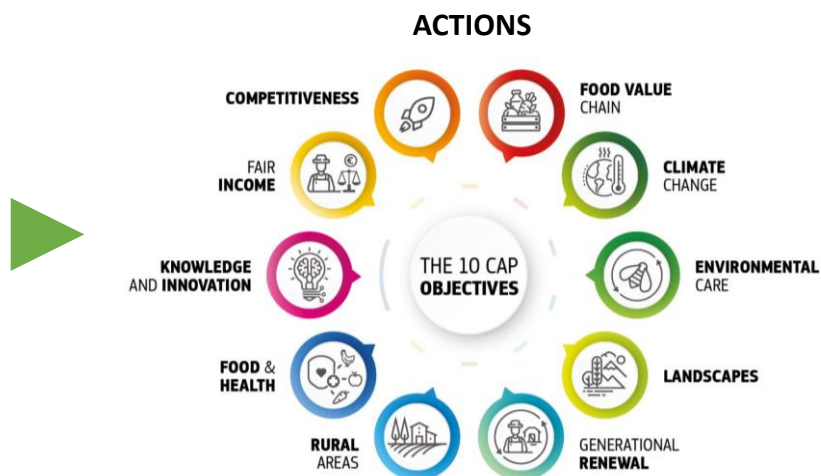 ACTIONS
COMPETITIVENESS
FOOD VALUE
CHAIN
FAIR
INCOME
€
CLIMATE
CHANGE
KNOWLEDGE
AND INNOVATION
THE 10 CAP
OBJECTIVES
ENVIRONMENTAL
CARE
FOOD &
HEALTH
LANDSCAPES
RURAL
AREAS
GENERATIONAL
RENEWAL